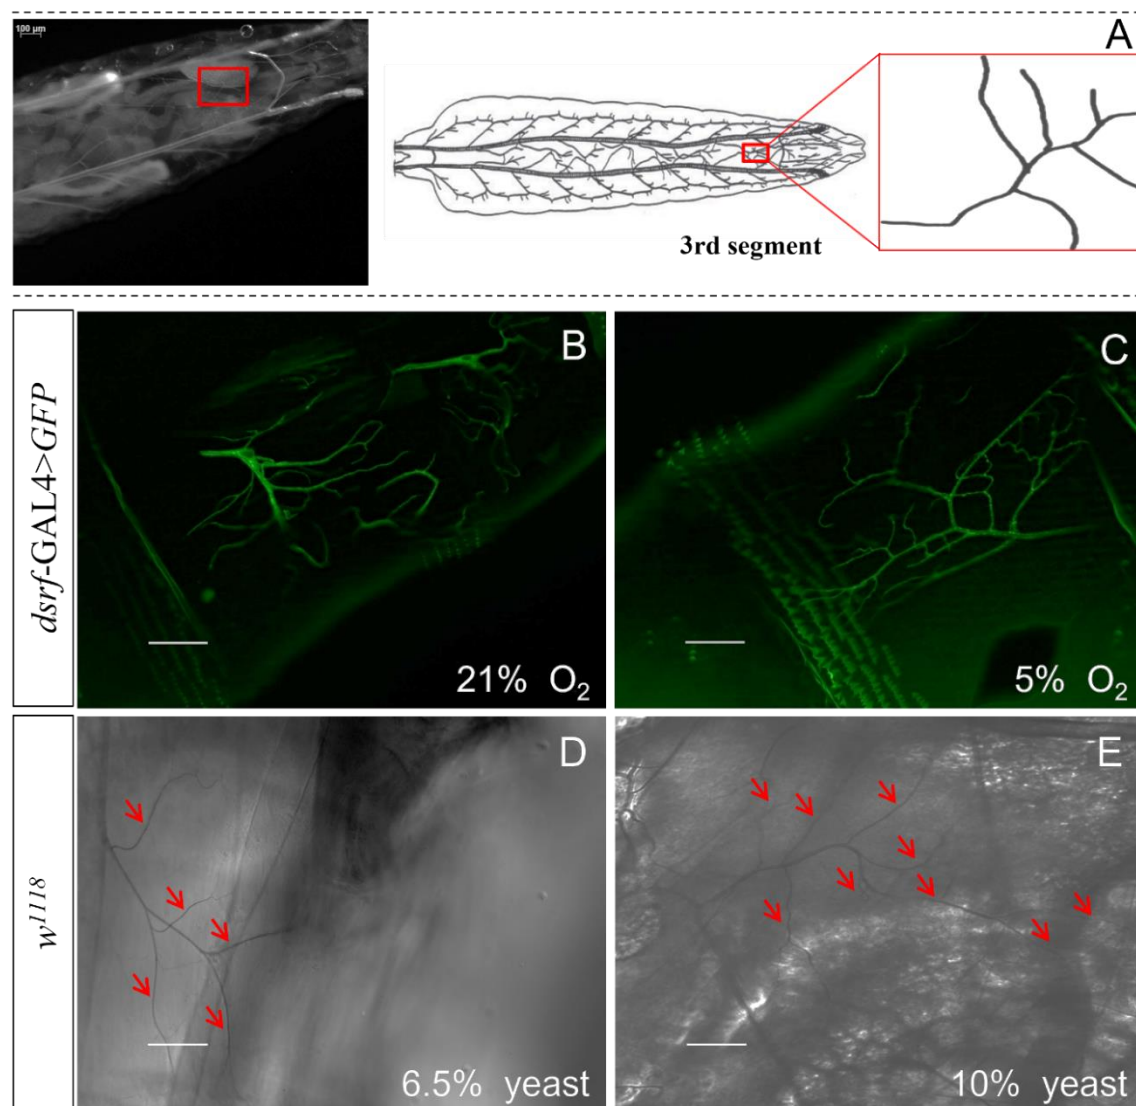 100 µm
A
3rd segment
dsrf-GAL4>GFP
B
21% O₂
C
5% O₂
w¹¹¹⁸
D
6.5% yeast
E
10% yeast